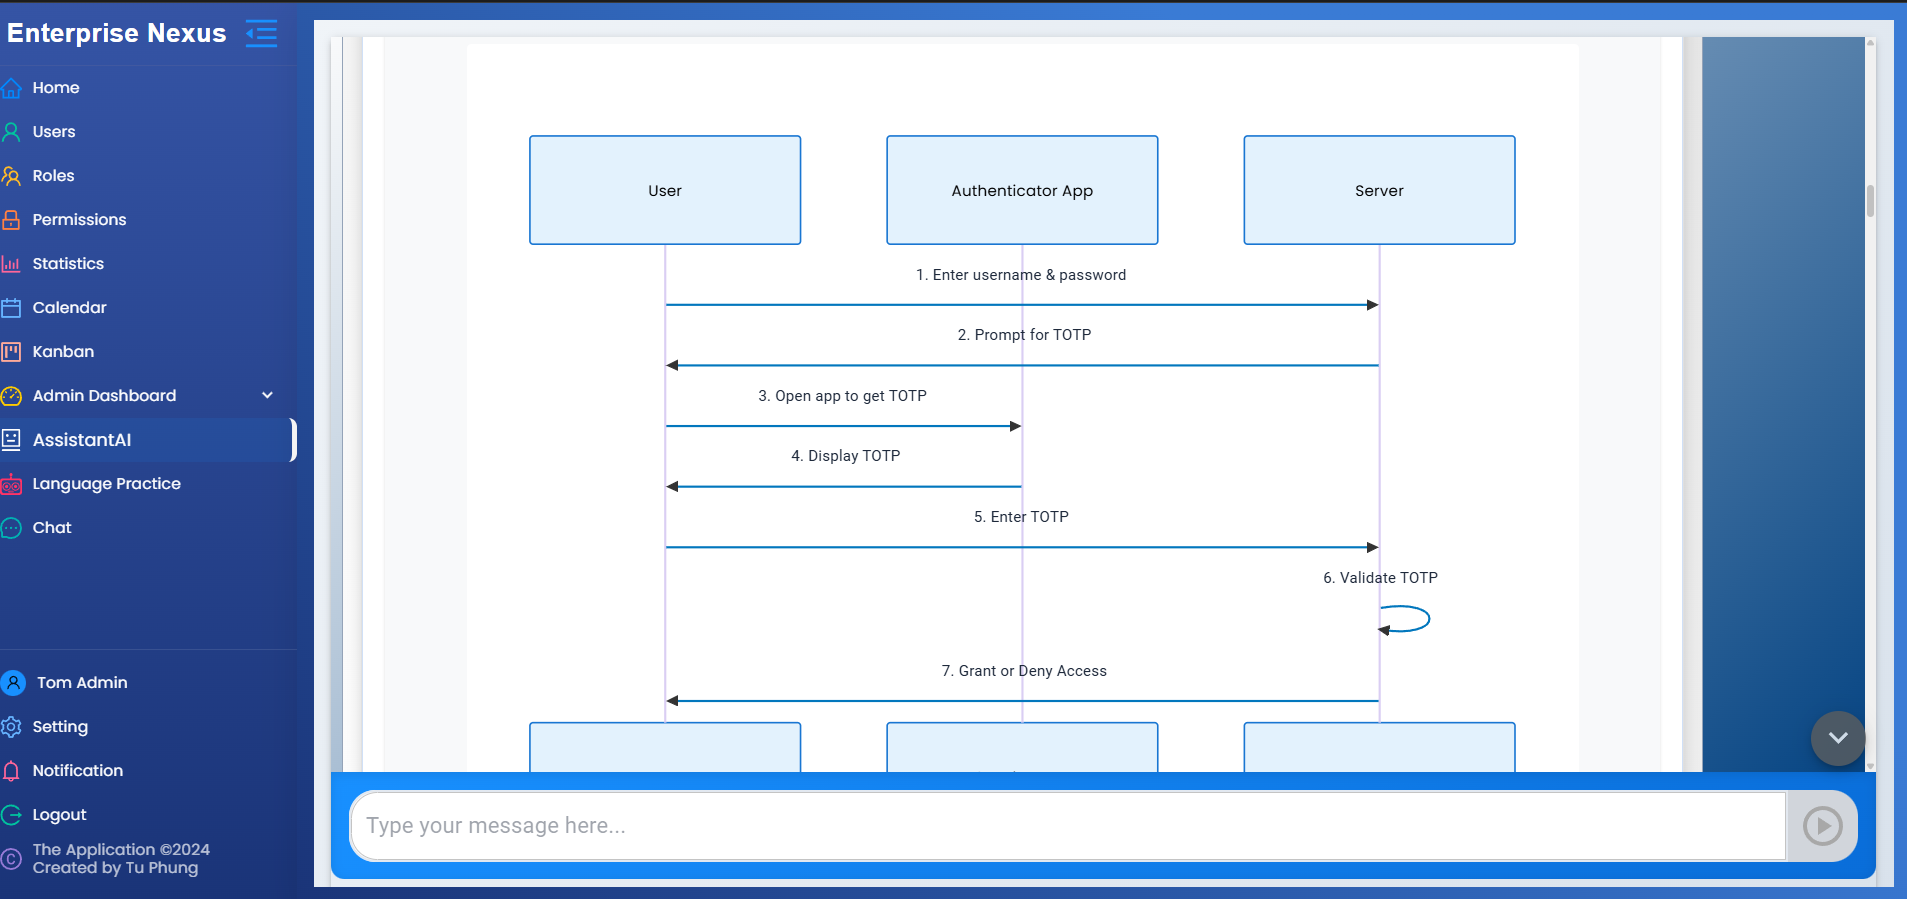 Enterprise Nexus
Home
Users
Roles
Permissions
Statistics
Calendar
Kanban
Admin Dashboard
AssistantAI
Language Practice
Chat
Tom Admin
Setting
Notification
Logout
The Application ©2024
Created by Tu Phung
User
Authenticator App
Server
1. Enter username & password
2. Prompt for TOTP
3. Open app to get TOTP
4. Display TOTP
5. Enter TOTP
6. Validate TOTP
7. Grant or Deny Access
Type your message here...